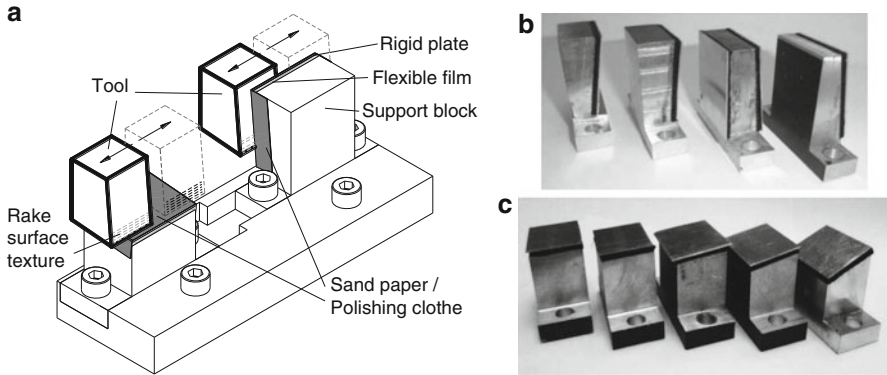 a
Rigid plate
Flexible film
Support block
Tool
Rake
surface
texture
Sand paper /
Polishing clothe
b
c